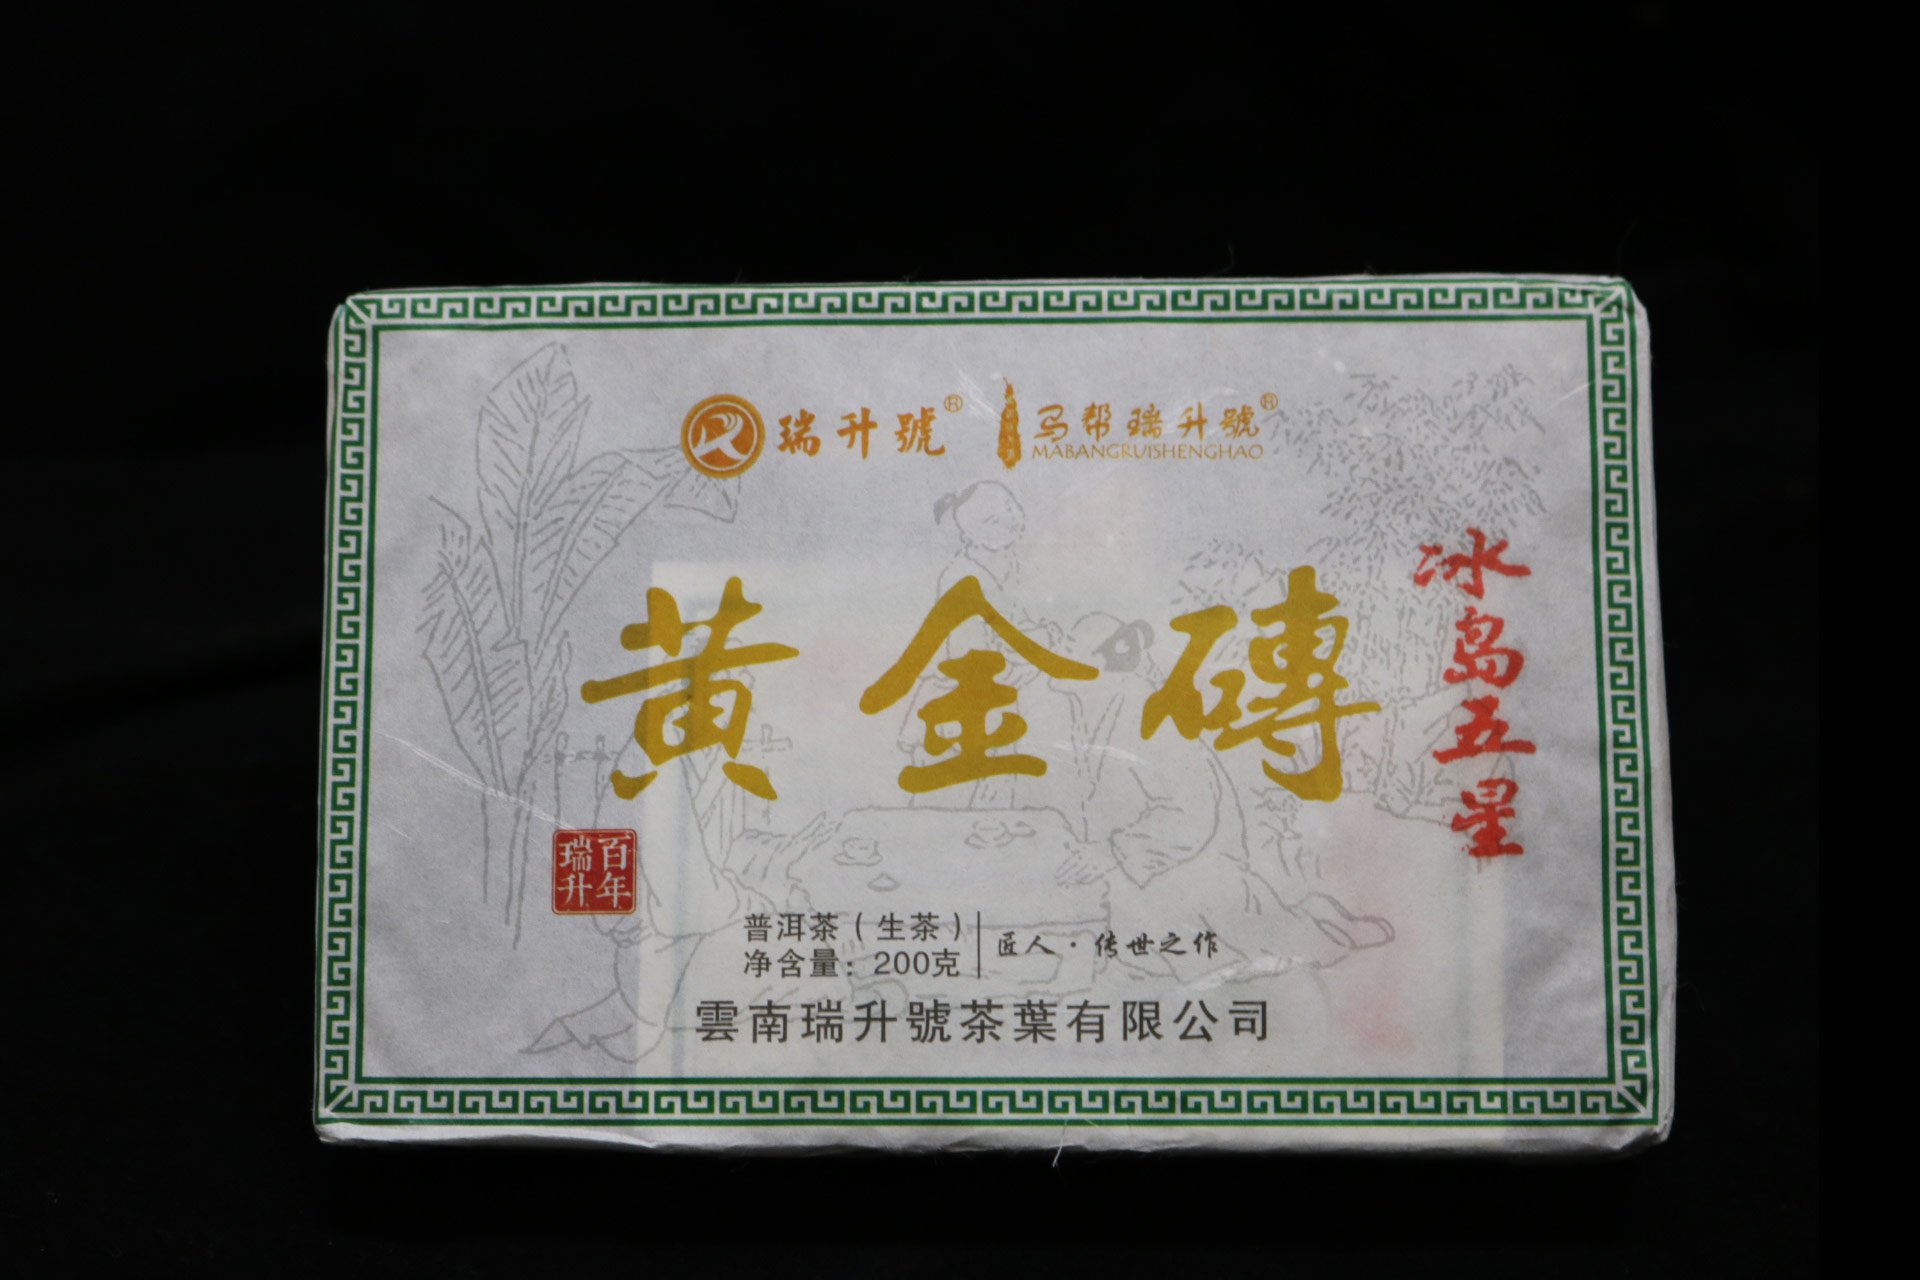 瑞升號®
马帮瑞升號®
MABANGRUISHENGHAO
黄金磚
冰岛五星
百年
瑞升
普洱茶（生茶）
净含量：200克
匠人·传世之作
雲南瑞升號茶葉有限公司